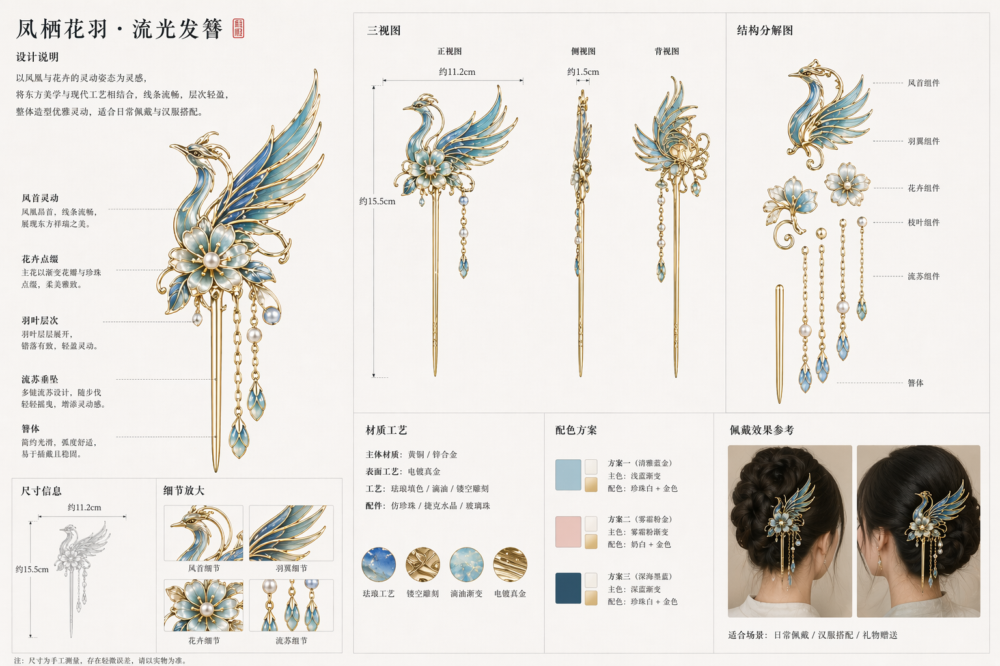 凤栖花羽·流光发簪
设计说明
以凤凰与花卉的灵动姿态为灵感，
将东方美学与现代工艺相结合，线条流畅，层次轻盈，
整体造型优雅灵动，适合日常佩戴与汉服搭配。
凤首灵动
凤凰昂首，线条流畅，
展现东方祥瑞之美。
花卉点缀
主花以渐变花瓣与珍珠
点缀，柔美雅致。
羽叶层次
羽叶层层展开，
错落有致，轻盈灵动。
流苏垂坠
多链流苏设计，随步伐
轻轻摇曳，增添灵动感。
簪体
简约光滑，弧度舒适，
易于插戴且稳固。
尺寸信息
约11.2cm
约15.5cm
细节放大
凤首细节
羽翼细节
花卉细节
流苏组节
注：尺寸为手工测量，存在轻微误差，请以实物为准。
三视图
正视图
侧视图
背视图
约11.2cm
约1.5cm
约15.5cm
结构分解图
凤首组件
羽翼组件
花卉组件
枝叶组件
流苏组件
簪体
材质工艺
主体材质：黄铜 / 锌合金
表面工艺：电镀真金
工艺：珐琅填色 / 滴油 / 镂空雕刻
配件：仿珍珠 / 捷克水晶 / 玻璃珠
珐琅工艺
镂空雕刻
滴油渐变
电镀真金
配色方案
方案一（清雅蓝金）
主色：浅蓝渐变
配色：珍珠白 + 金色
方案二（雾霜粉金）
主色：雾霜粉渐变
配色：奶白 + 金色
方案三（深海墨蓝）
主色：深蓝渐变
配色：珍珠白 + 金色
佩戴效果参考
适合场景：日常佩戴 / 汉服搭配 / 礼物赠送